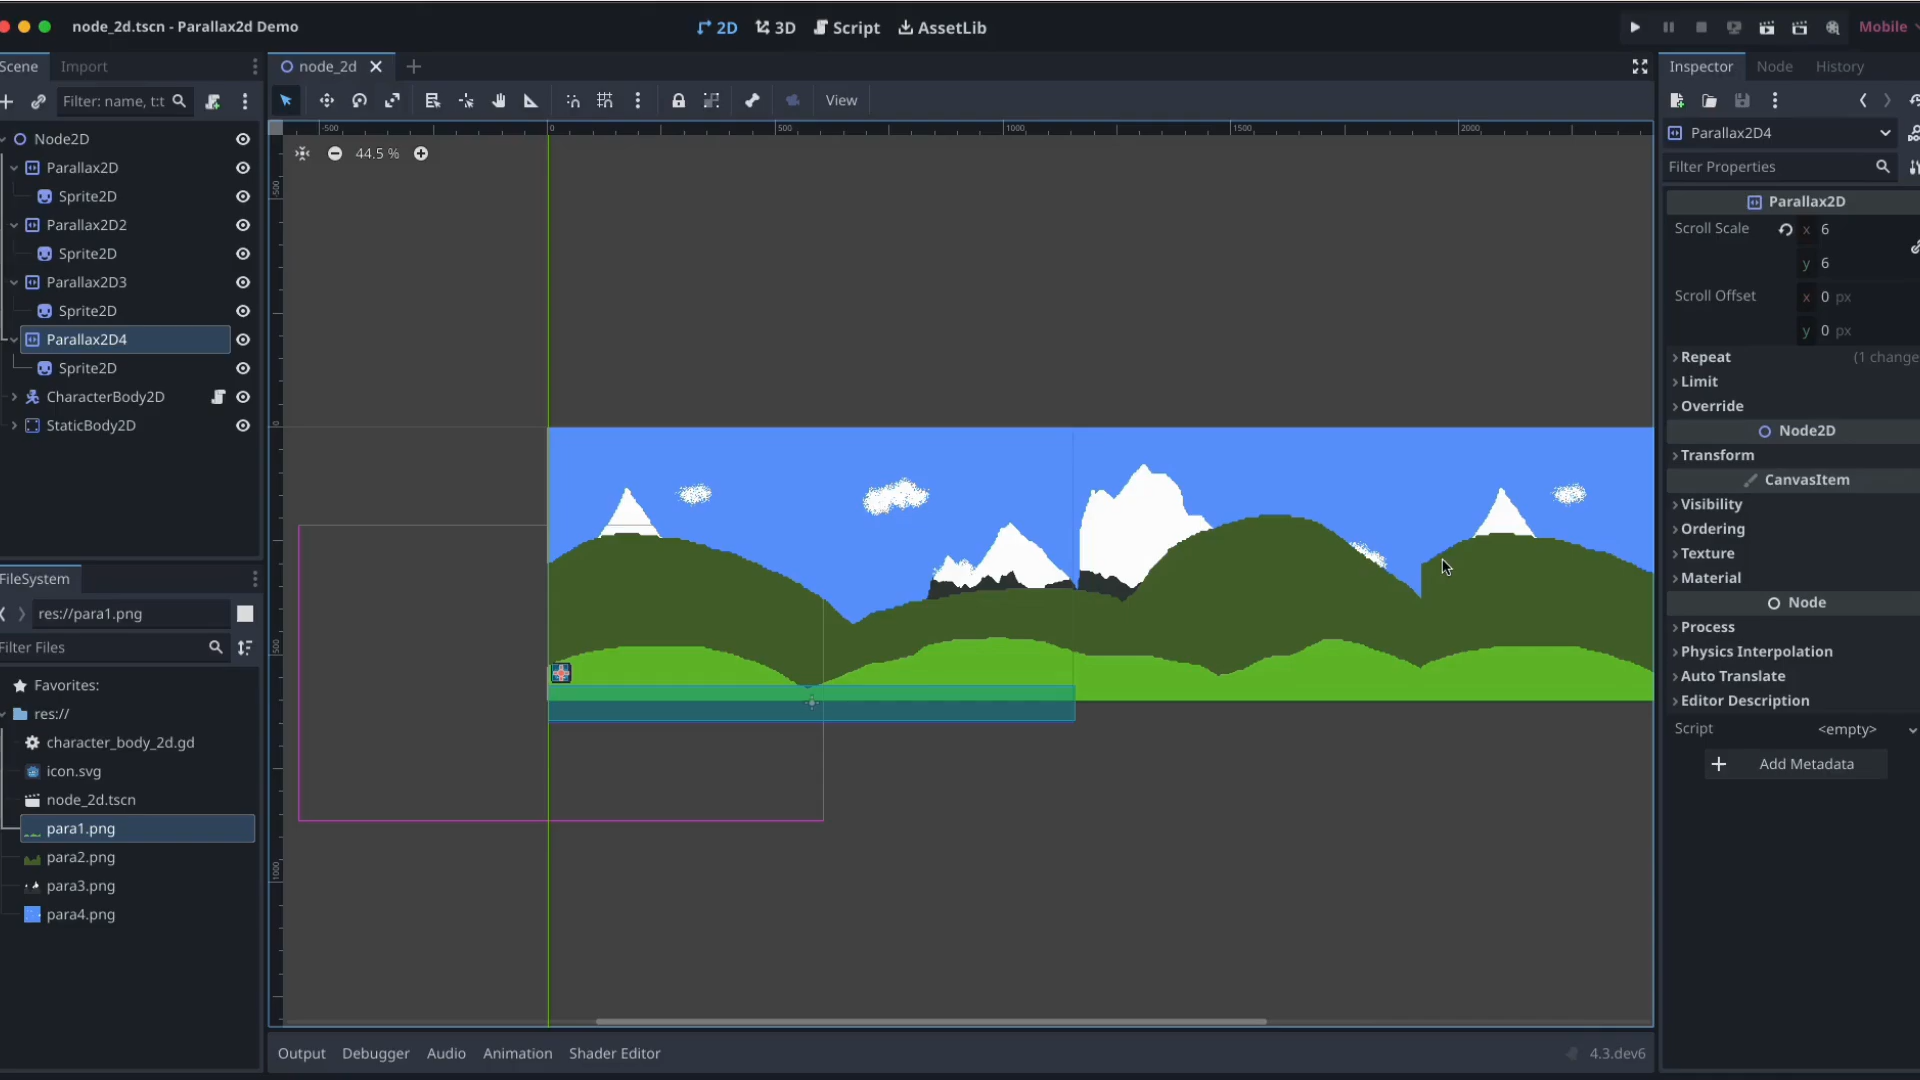 node_2d.tscn - Parallax2d Demo
2D
3D
Script
AssetLib
Mobile
Scene
Import
node_2d
Filter: name, t:t
View
-500
0
500
1000
1500
2000
44.5 %
500
0
500
1000
Node2D
Parallax2D
Sprite2D
Parallax2D2
Sprite2D
Parallax2D3
Sprite2D
Parallax2D4
Sprite2D
CharacterBody2D
StaticBody2D
FileSystem
res://para1.png
Filter Files
Favorites:
res://
character_body_2d.gd
icon.svg
node_2d.tscn
para1.png
para2.png
para3.png
para4.png
Output
Debugger
Audio
Animation
Shader Editor
4.3.dev6
Inspector
Node
History
Parallax2D4
Filter Properties
Parallax2D
Scroll Scale
x 6
y 6
Scroll Offset
x 0 px
y 0 px
Repeat
(1 change
Limit
Override
Node2D
Transform
CanvasItem
Visibility
Ordering
Texture
Material
Node
Process
Physics Interpolation
Auto Translate
Editor Description
Script
<empty>
Add Metadata